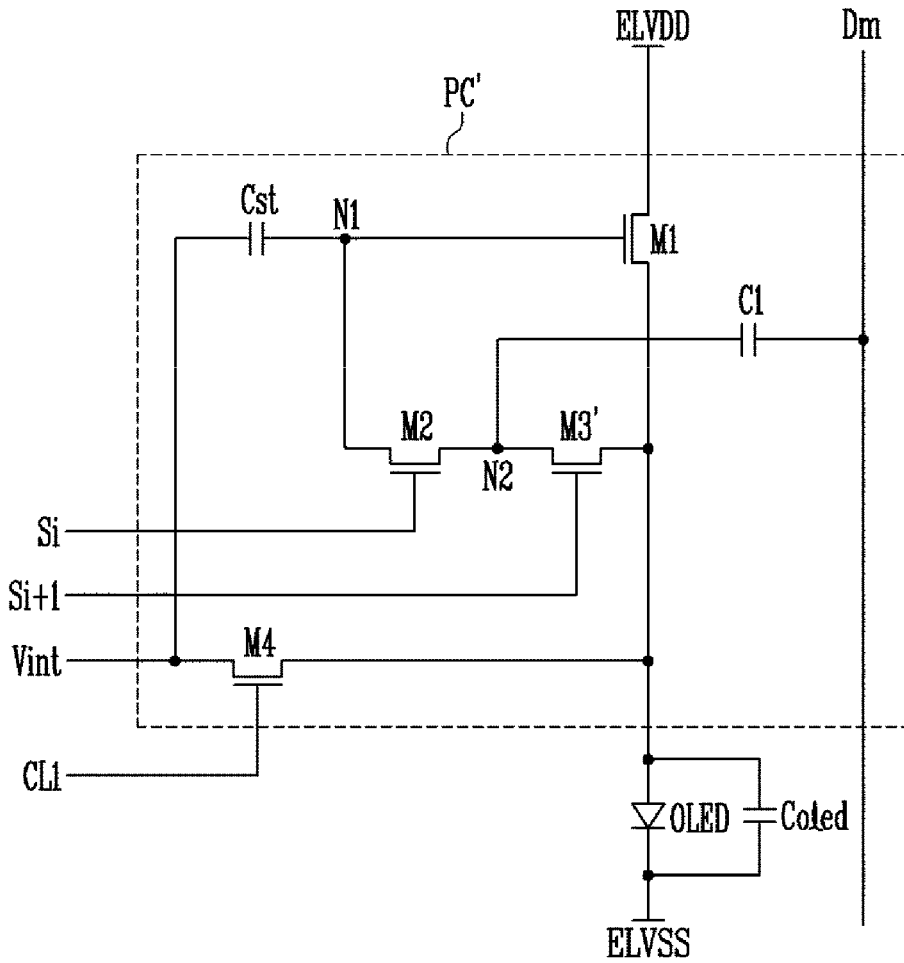 ELVDD
Dm
PC'
Cst
N1
M1
C1
M2
M3'
N2
Si
Si+1
M4
Vint
CL1
OLED
Coled
ELVSS